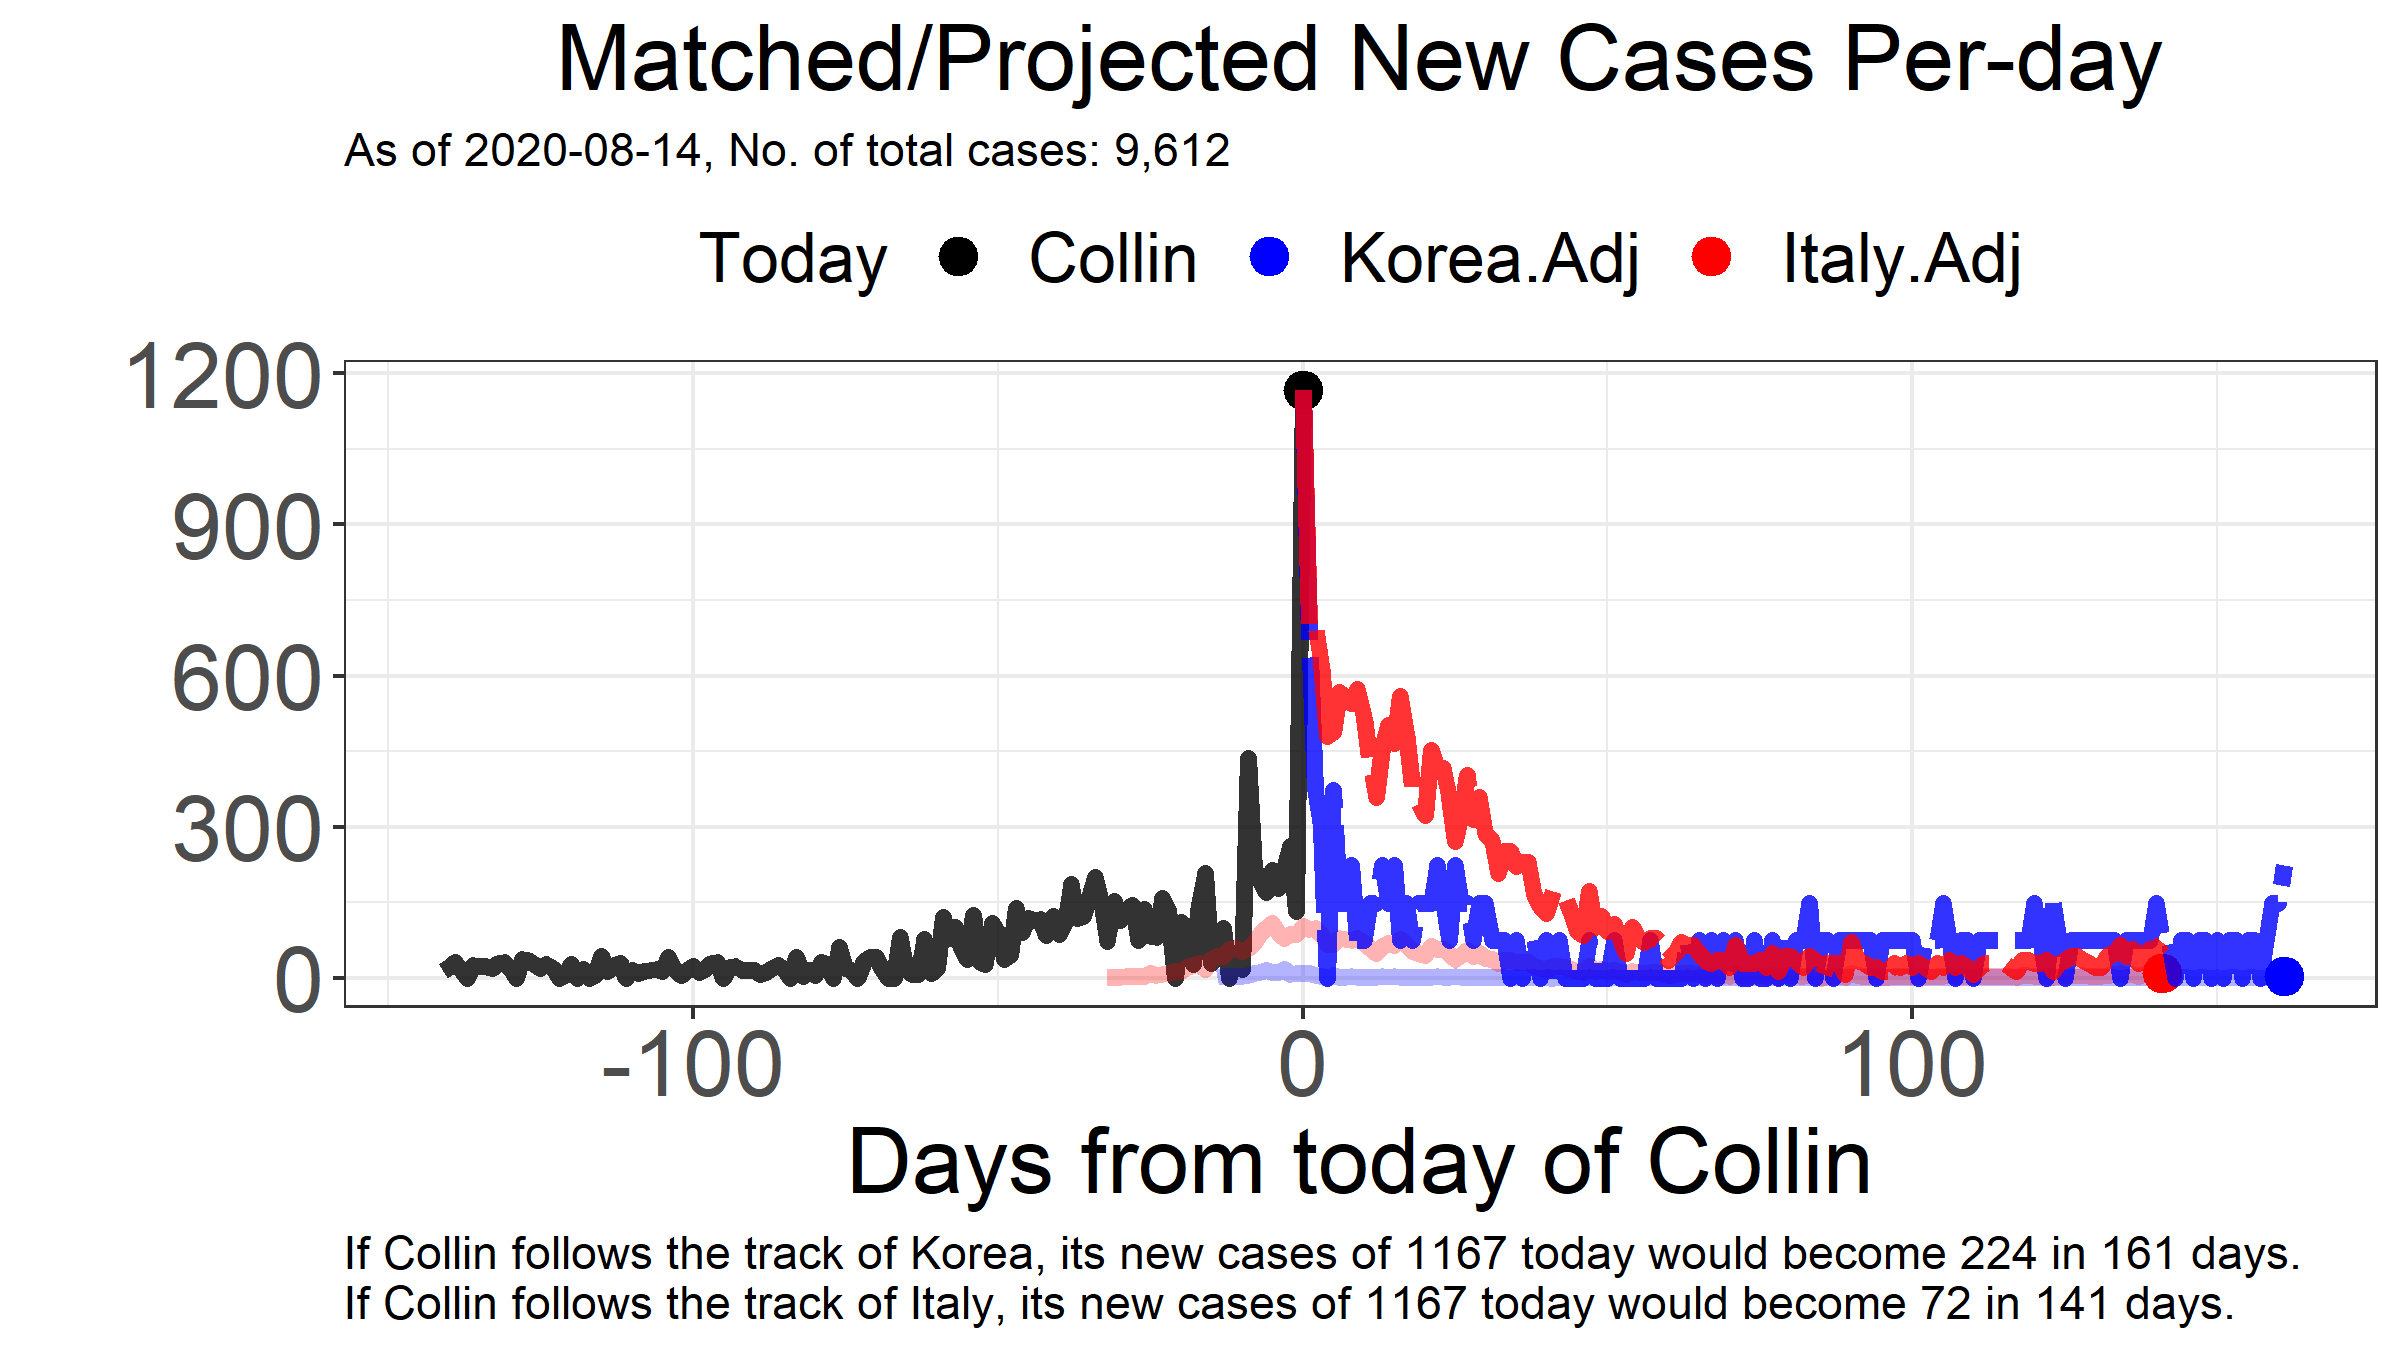 Matched/Projected New Cases Per-day
As of 2020-08-14, No. of total cases: 9,612
Today Collin Korea.Adj Italy.Adj
1200
900
600
300
0
-100 0 100
Days from today of Collin
If Collin follows the track of Korea, its new cases of 1167 today would become 224 in 161 days.
If Collin follows the track of Italy, its new cases of 1167 today would become 72 in 141 days.